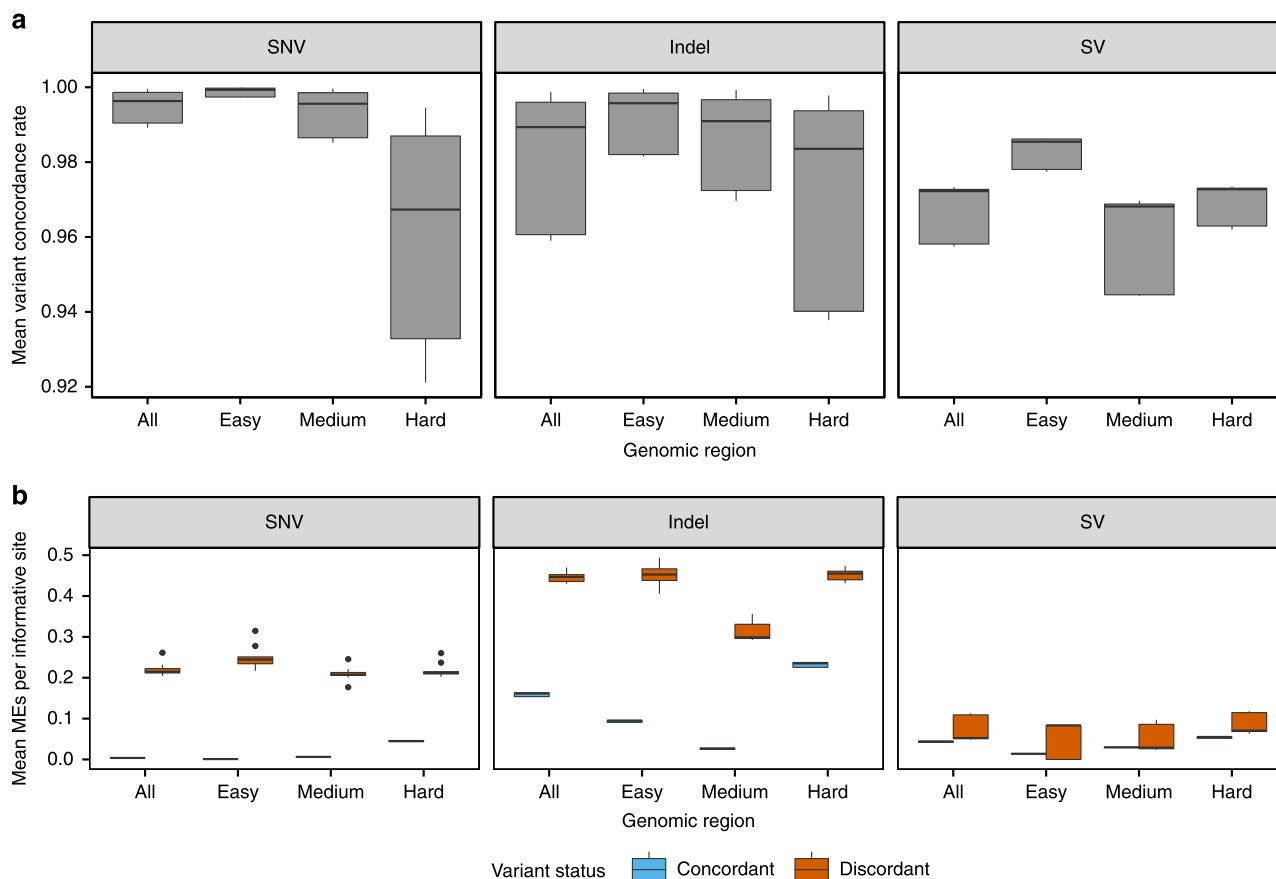 a
SNV Indel SV
Mean variant concordance rate
1.00
0.98
0.96
0.94
0.92
All Easy Medium Hard All Easy Medium Hard All Easy Medium Hard
Genomic region
b
SNV Indel SV
Mean MEs per informative site
0.5
0.4
0.3
0.2
0.1
0.0
All Easy Medium Hard All Easy Medium Hard All Easy Medium Hard
Genomic region
Variant status Concordant Discordant